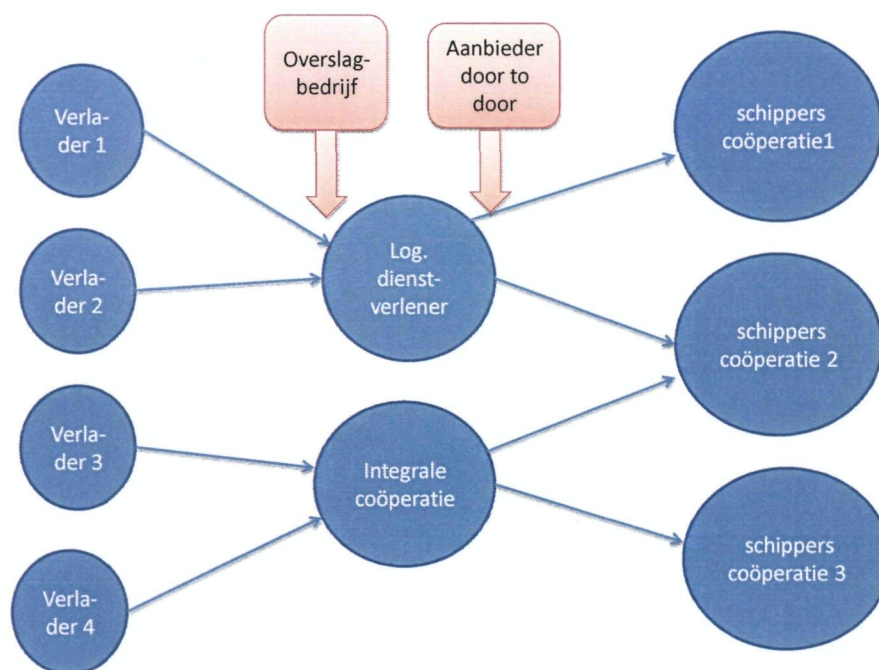 Overslag-
bedrijf
Aanbieder
door to
door
Verla-
der 1
schippers
coöperatie1
Verla-
der 2
Log.
dienst-
verlener
schippers
coöperatie 2
Verla-
der 3
Integrale
coöperatie
schippers
coöperatie 3
Verla-
der 4